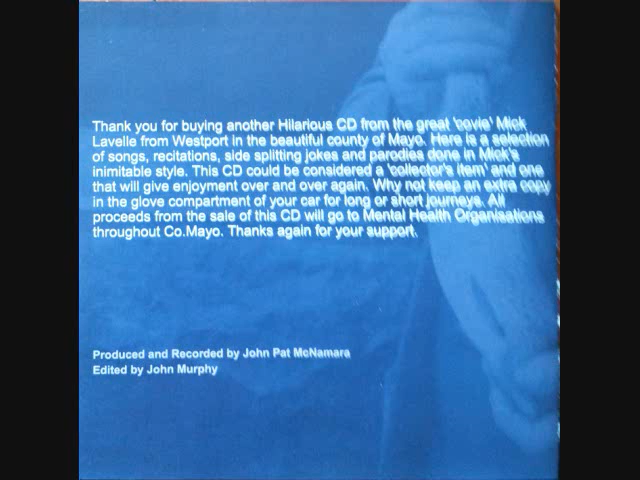 Thank you for buying another Hilarious CD from the great 'covie' Mick
Lavelle from Westport in the beautiful county of Mayo. Here is a selection
of songs, recitations, side splitting jokes and parodies done in Mick's
inimitable style. This CD could be considered a 'collector's item' and one
that will give enjoyment over and over again. Why not keep an extra copy
in the glove compartment of your car for long or short journeys. All
proceeds from the sale of this CD will go to Mental Health Organisations
throughout Co.Mayo. Thanks again for your support.
Produced and Recorded by John Pat McNamara
Edited by John Murphy